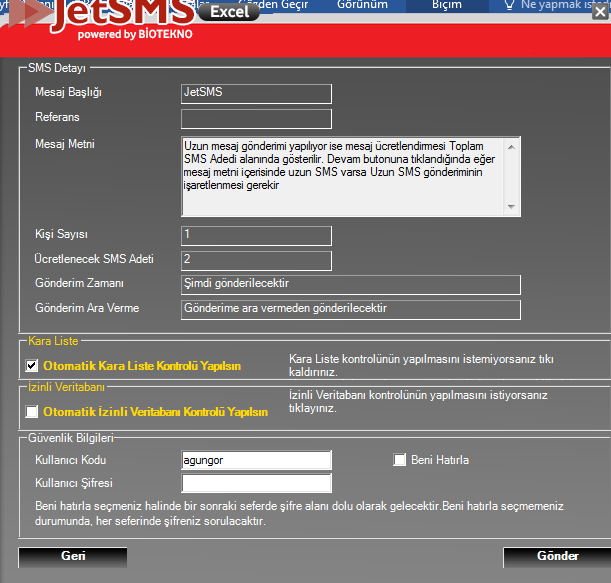 Gözden Geçir Görünüm Biçim Ne yapmak isted
JetSMS Excel
powered by BİOTEKNO
SMS Detayı
Mesaj Başlığı JetSMS
Referans
Mesaj Metni Uzun mesaj gönderimi yapılıyor ise mesaj ücretlendirmesi Toplam
SMS Adedi alanında gösterilir. Devam butonuna tıklandığında eğer
mesaj metni içerisinde uzun SMS varsa Uzun SMS gönderiminin
işaretlenmesi gerekir
Kişi Sayısı 1
Ücretlenecek SMS Adeti 2
Gönderim Zamanı Şimdi gönderilecektir
Gönderim Ara Verme Gönderime ara vermeden gönderilecektir
Kara Liste
Otomatik Kara Liste Kontrolü Yapılsın Kara Liste kontrolünün yapılmasını istemiyorsanız tıkı
kaldırınız.
İzinli Veritabanı
Otomatik İzinli Veritabanı Kontrolü Yapılsın İzinli Veritabanı kontrolünün yapılmasını istiyorsanız
tıklayınız.
Güvenlik Bilgileri
Kullanıcı Kodu agungor Beni Hatırla
Kullanıcı Şifresi
Beni hatırla seçmeniz halinde bir sonraki seferde şifre alanı dolu olarak gelecektir.Beni hatırla seçmemeniz
durumunda, her seferinde şifreniz sorulacaktır.
Geri Gönder